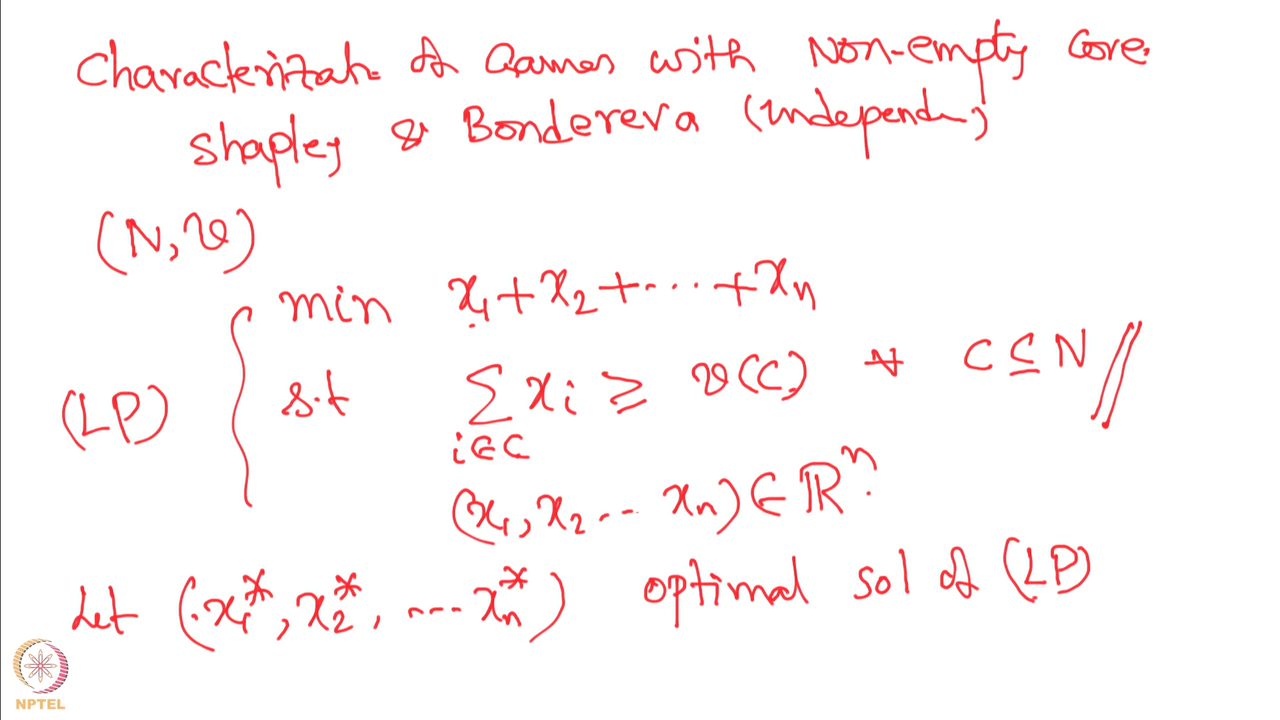 Characterizatn of Games with Non-empty Core.
Shapley & Bondereva (Independn)
(N, v)
min x₁+x₂+....+xₙ
(LP) s.t ∑_{i∈C} xᵢ ≥ v(C) ∀ C⊆N //
(x₁, x₂ ... xₙ) ∈ ℝⁿ.
Let (x₁*, x₂*, .... xₙ*) optimal sol of (LP)
NPTEL